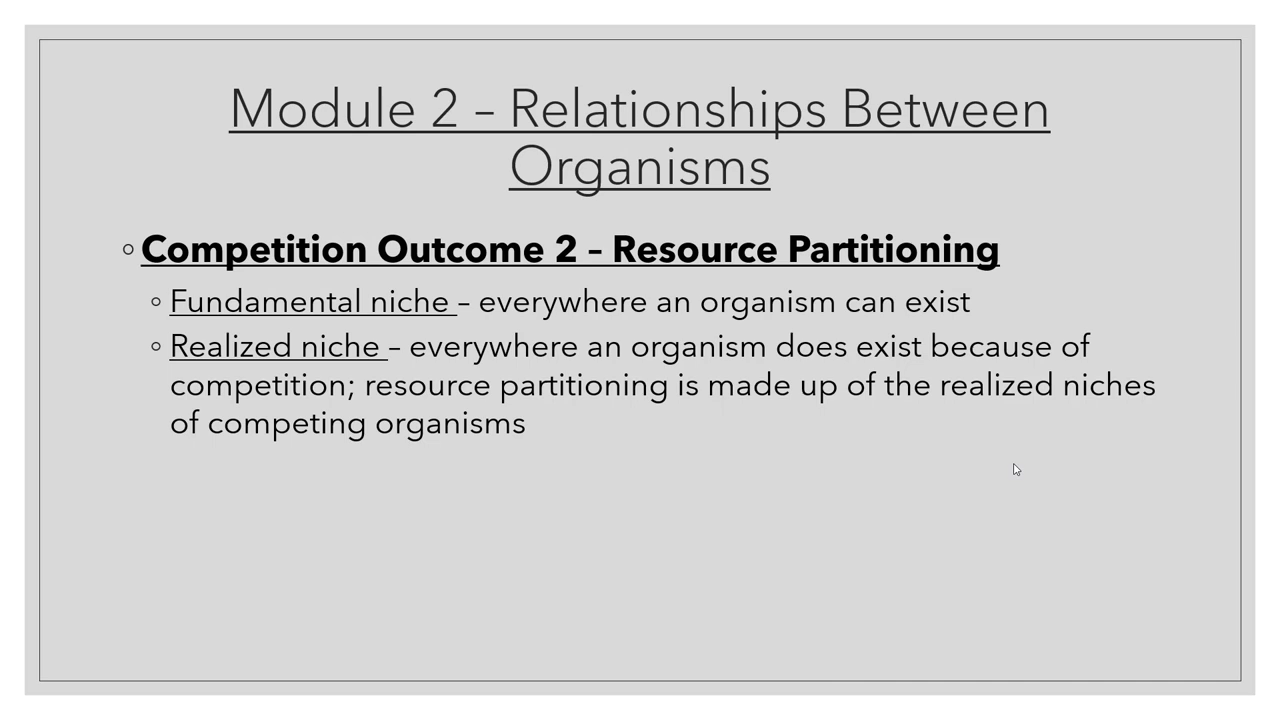 Module 2 – Relationships Between
Organisms
◦ Competition Outcome 2 – Resource Partitioning
◦ Fundamental niche – everywhere an organism can exist
◦ Realized niche – everywhere an organism does exist because of
competition; resource partitioning is made up of the realized niches
of competing organisms